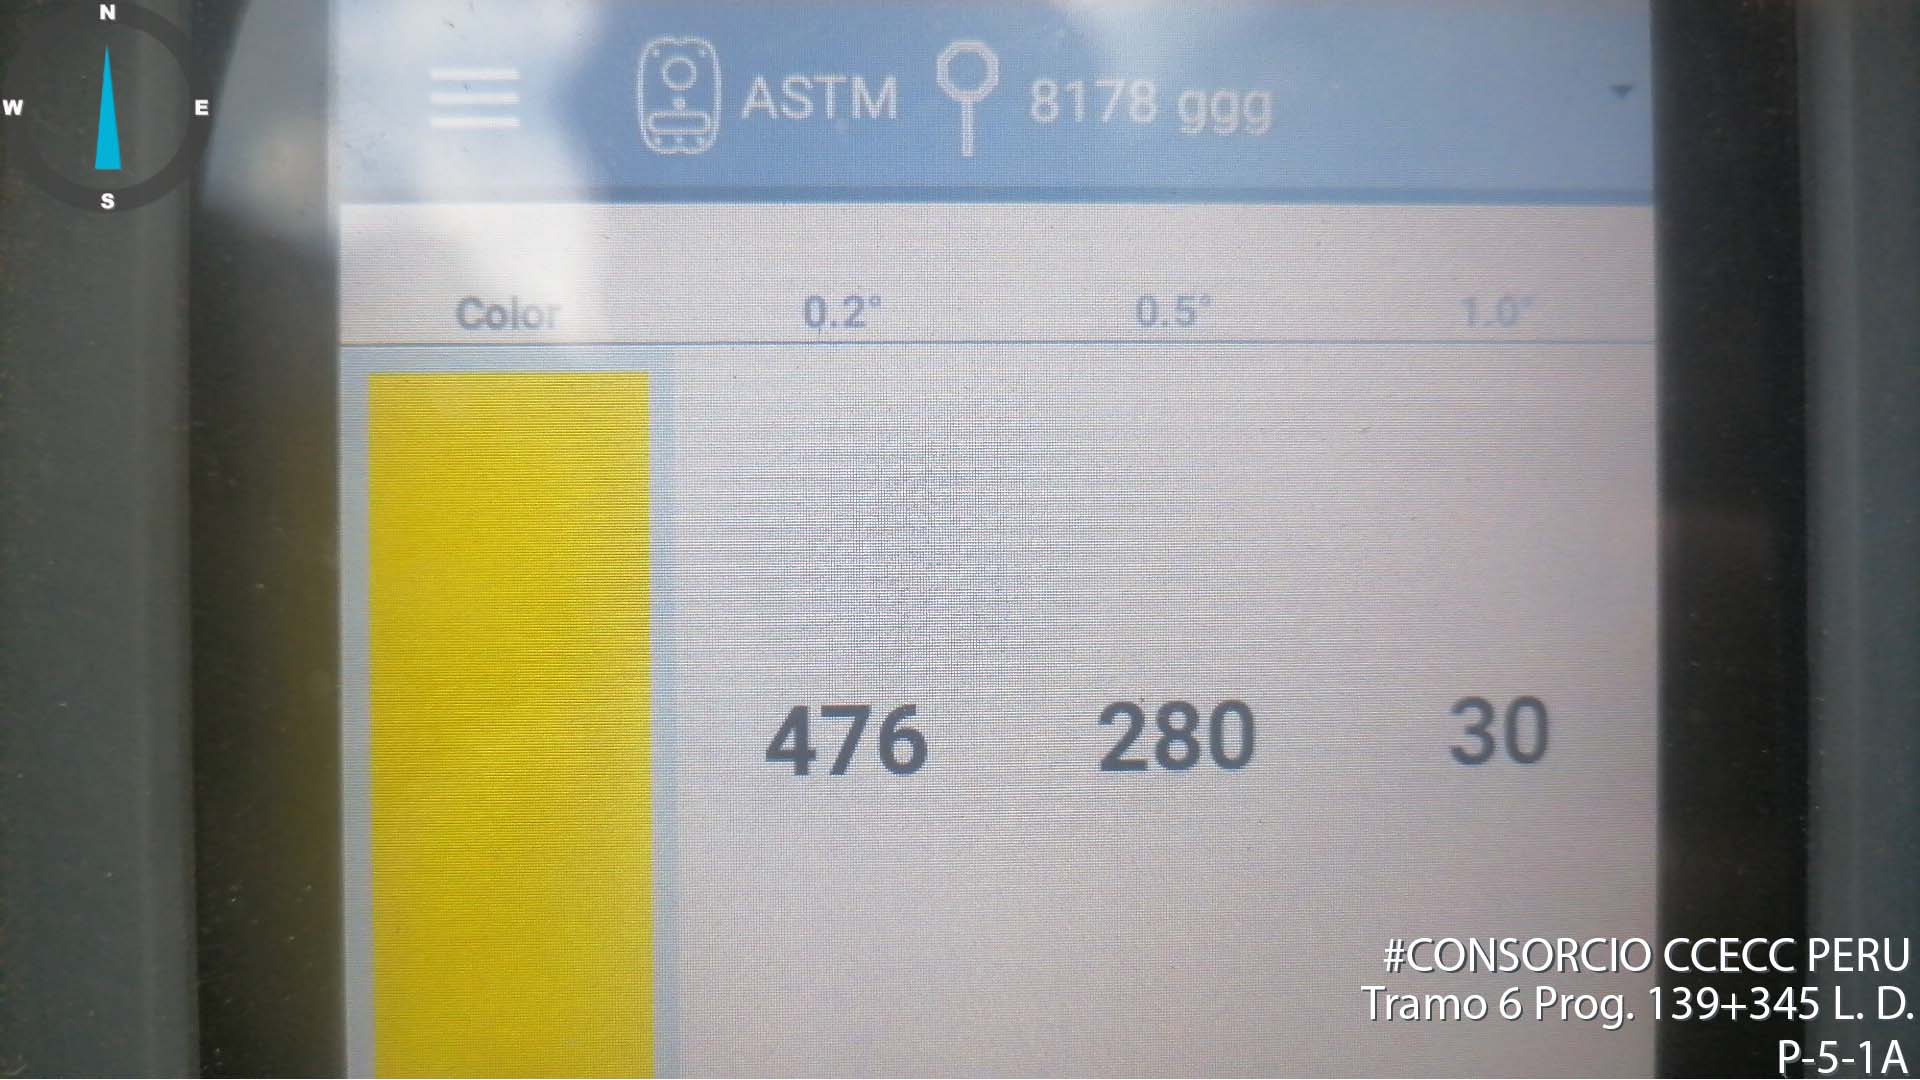 N
W E
S
ASTM 8178 ggg
Color 0.2° 0.5° 1.0°
476 280 30
#CONSORCIO CCECC PERU
Tramo 6 Prog. 139+345 L. D.
P-5-1A